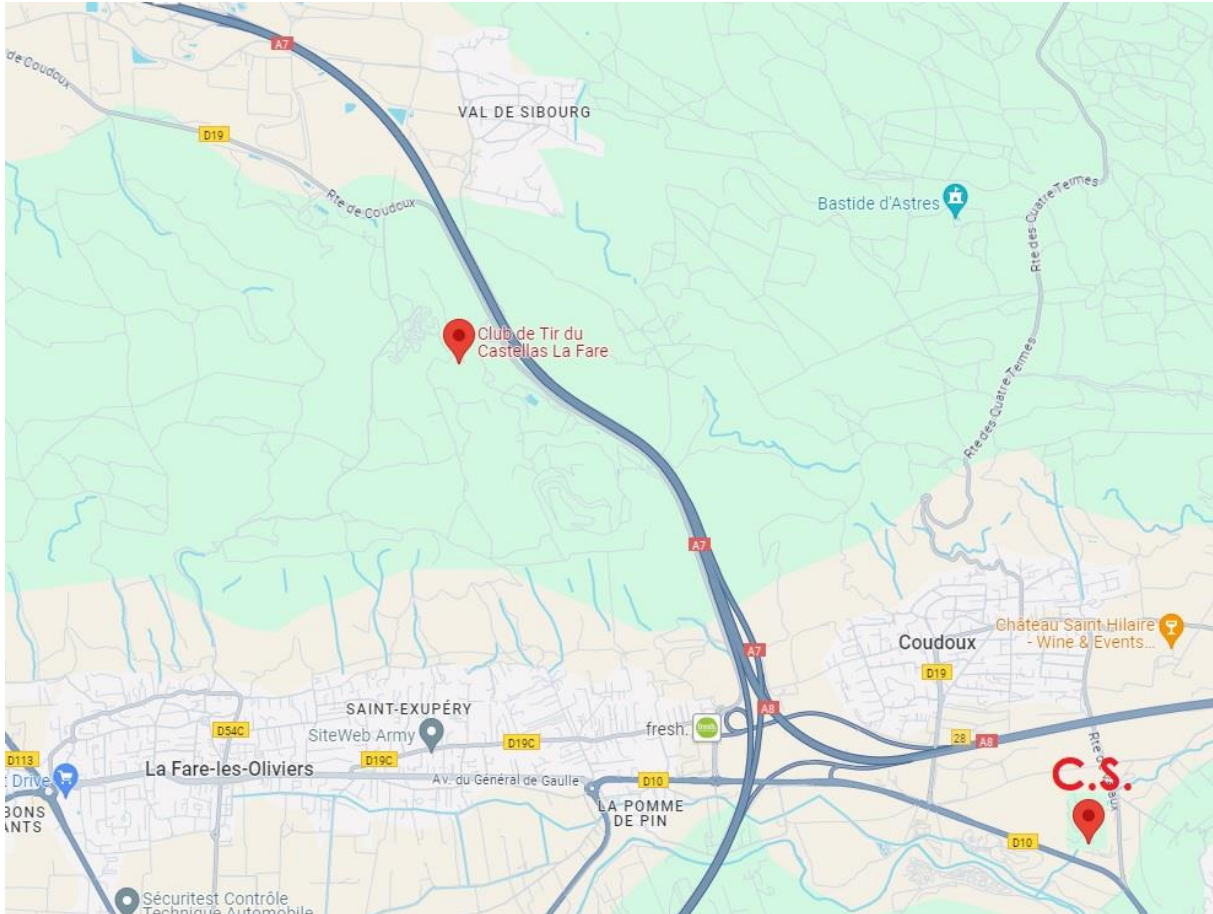 A7
de Coudoux
VAL DE SIBOURG
D19
Rte de Coudoux
Bastide d'Astres
Rte des Quatre Termes
Rte des Quatre Termes
Rte des Quatre Termes
Club de Tir du
Castellas La Fare
A7
Château Saint Hilaire
- Wine & Events...
Coudoux
A7
D19
A8
SAINT-EXUPÉRY
SiteWeb Army
fresh.
D54C
D19C
28
A8
D113
D19C
La Fare-les-Oliviers
t Drive
Av. du Général de Gaulle
D10
C.S.
BONS
ANTS
LA POMME
DE PIN
D10
Sécuritest Contrôle
Technique Automobile